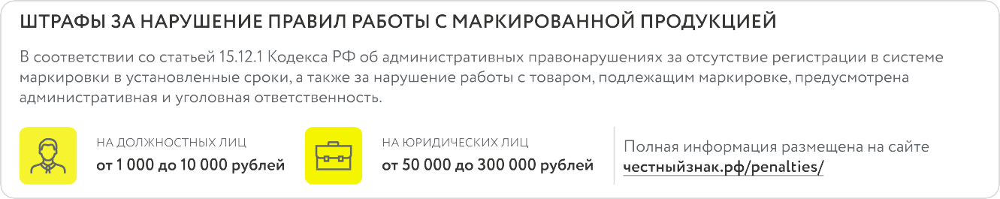 ШТРАФЫ ЗА НАРУШЕНИЕ ПРАВИЛ РАБОТЫ С МАРКИРОВАННОЙ ПРОДУКЦИЕЙ
В соответствии со статьей 15.12.1 Кодекса РФ об административных правонарушениях за отсутствие регистрации в системе
маркировки в установленные сроки, а также за нарушение работы с товаром, подлежащим маркировке, предусмотрена
административная и уголовная ответственность.
НА ДОЛЖНОСТНЫХ ЛИЦ
от 1 000 до 10 000 рублей
НА ЮРИДИЧЕСКИХ ЛИЦ
от 50 000 до 300 000 рублей
Полная информация размещена на сайте
честныйзнак.рф/penalties/